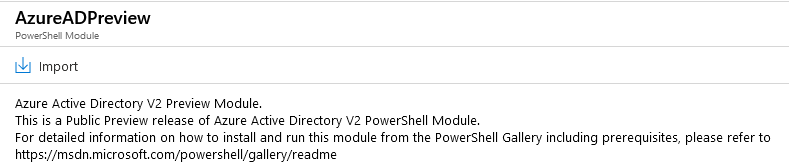 AzureADPreview
PowerShell Module
Import
Azure Active Directory V2 Preview Module.
This is a Public Preview release of Azure Active Directory V2 PowerShell Module.
For detailed information on how to install and run this module from the PowerShell Gallery including prerequisites, please refer to
https://msdn.microsoft.com/powershell/gallery/readme